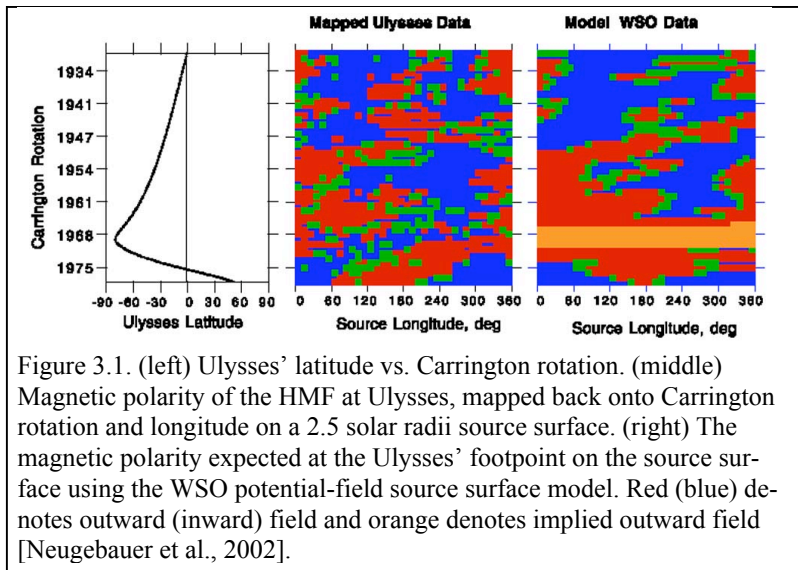 Mapped Ulysses Data
Model WSO Data
Carrington Rotation
1934
1941
1947
1954
1961
1968
1975
-90 -60 -30 0 30 60 90
Ulysses Latitude
0 60 120 180 240 300 360
Source Longitude, deg
0 60 120 180 240 300 360
Source Longitude, deg
Figure 3.1. (left) Ulysses’ latitude vs. Carrington rotation. (middle)
Magnetic polarity of the HMF at Ulysses, mapped back onto Carrington
rotation and longitude on a 2.5 solar radii source surface. (right) The
magnetic polarity expected at the Ulysses’ footpoint on the source sur-
face using the WSO potential-field source surface model. Red (blue) de-
notes outward (inward) field and orange denotes implied outward field
[Neugebauer et al., 2002].